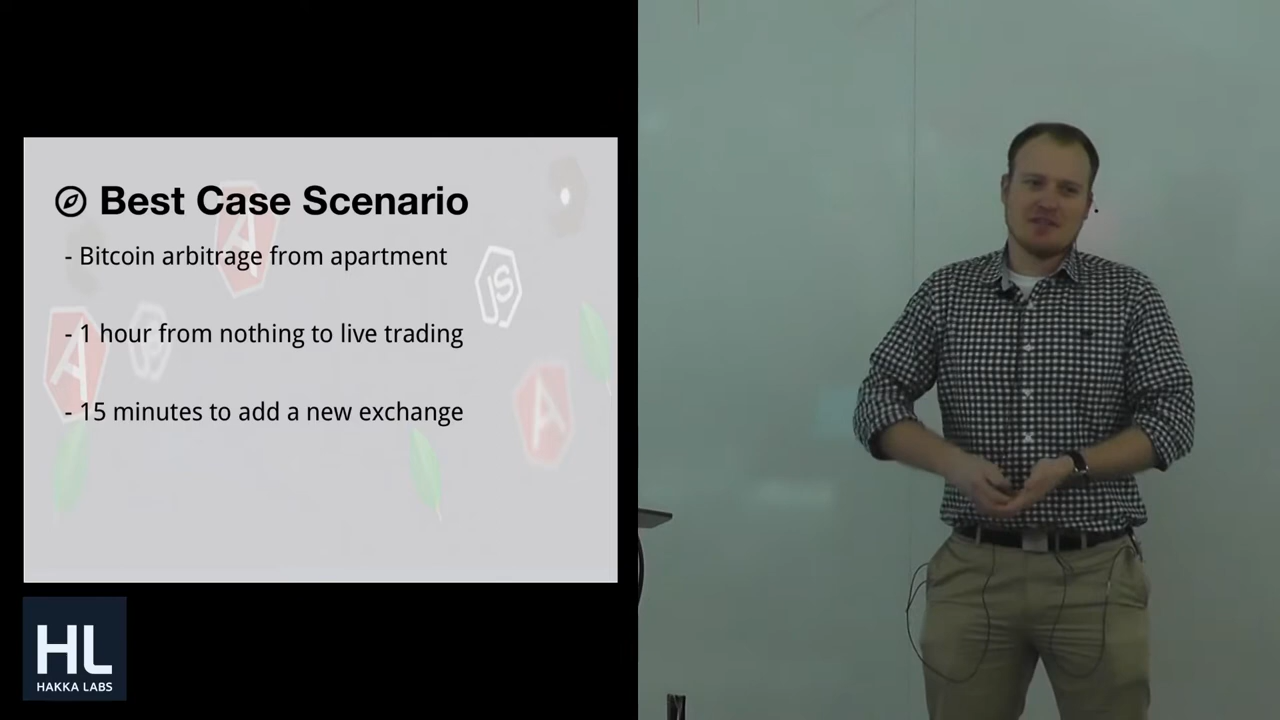 Best Case Scenario
- Bitcoin arbitrage from apartment
- 1 hour from nothing to live trading
- 15 minutes to add a new exchange
A
JS
A
A
HL
HAKKA LABS